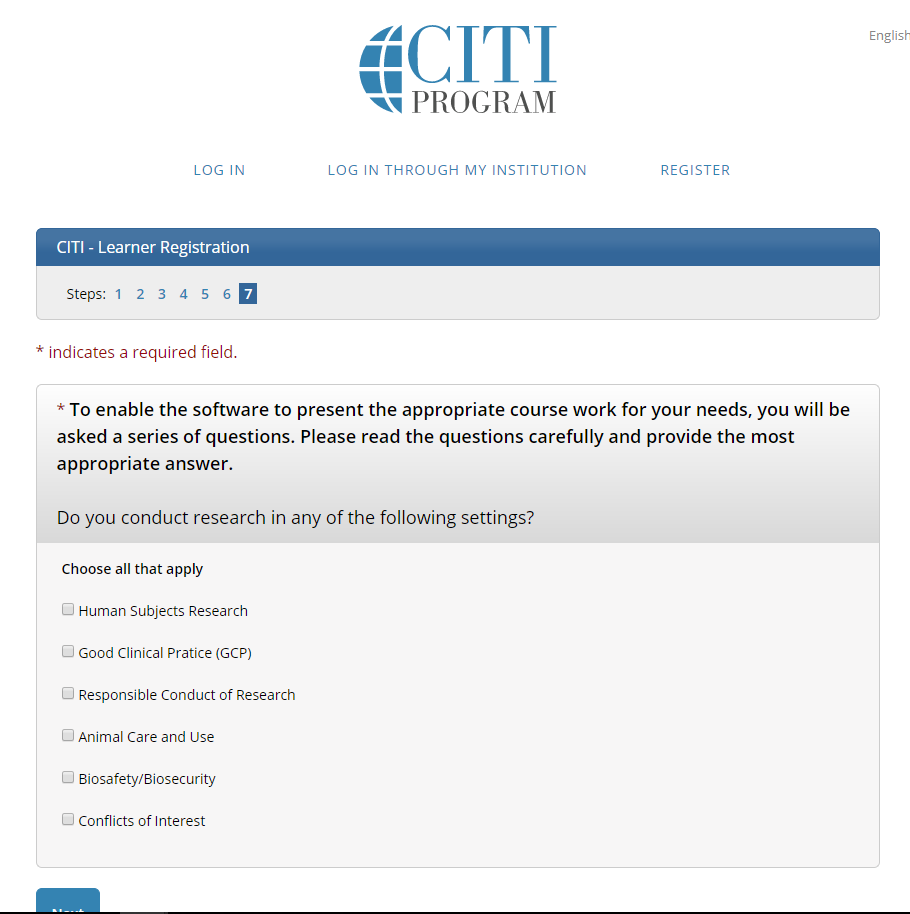 CITI
PROGRAM
English
LOG IN
LOG IN THROUGH MY INSTITUTION
REGISTER
CITI - Learner Registration
Steps: 1 2 3 4 5 6 7
* indicates a required field.
* To enable the software to present the appropriate course work for your needs, you will be
asked a series of questions. Please read the questions carefully and provide the most
appropriate answer.
Do you conduct research in any of the following settings?
Choose all that apply
Human Subjects Research
Good Clinical Pratice (GCP)
Responsible Conduct of Research
Animal Care and Use
Biosafety/Biosecurity
Conflicts of Interest
Next